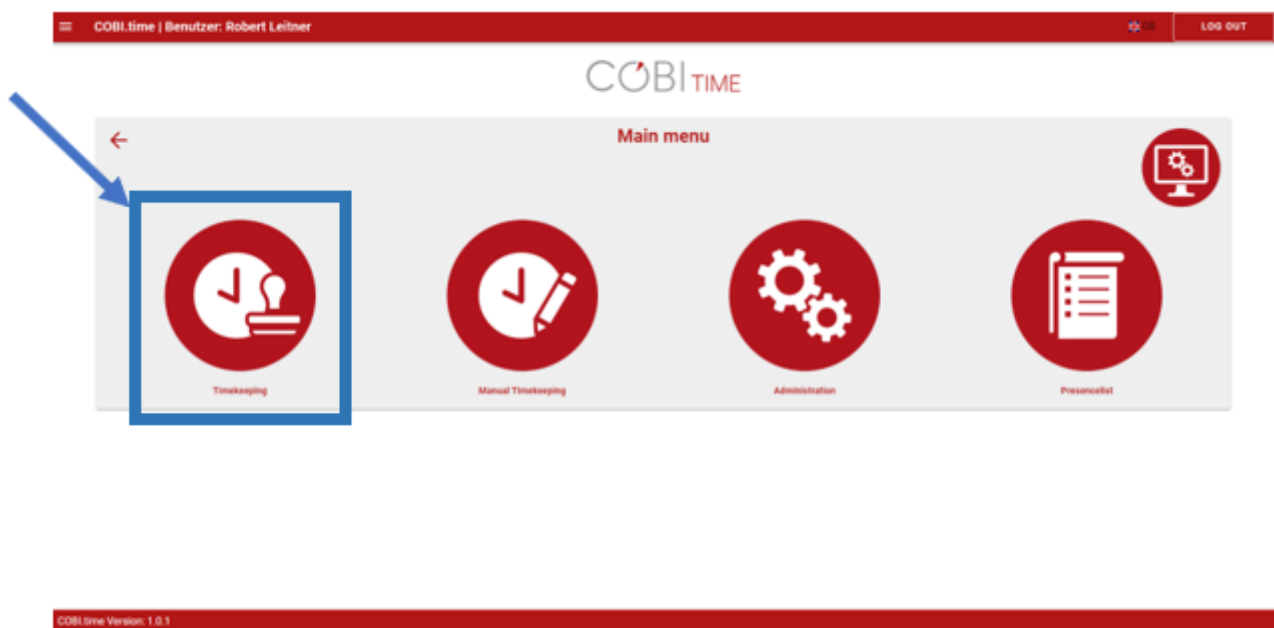 COBI.time | Benutzer: Robert Leitner
GB
LOG OUT
COBI TIME
Main menu
Timekeeping
Manual Timekeeping
Administration
Presencelist
COBI.time Version: 1.0.1